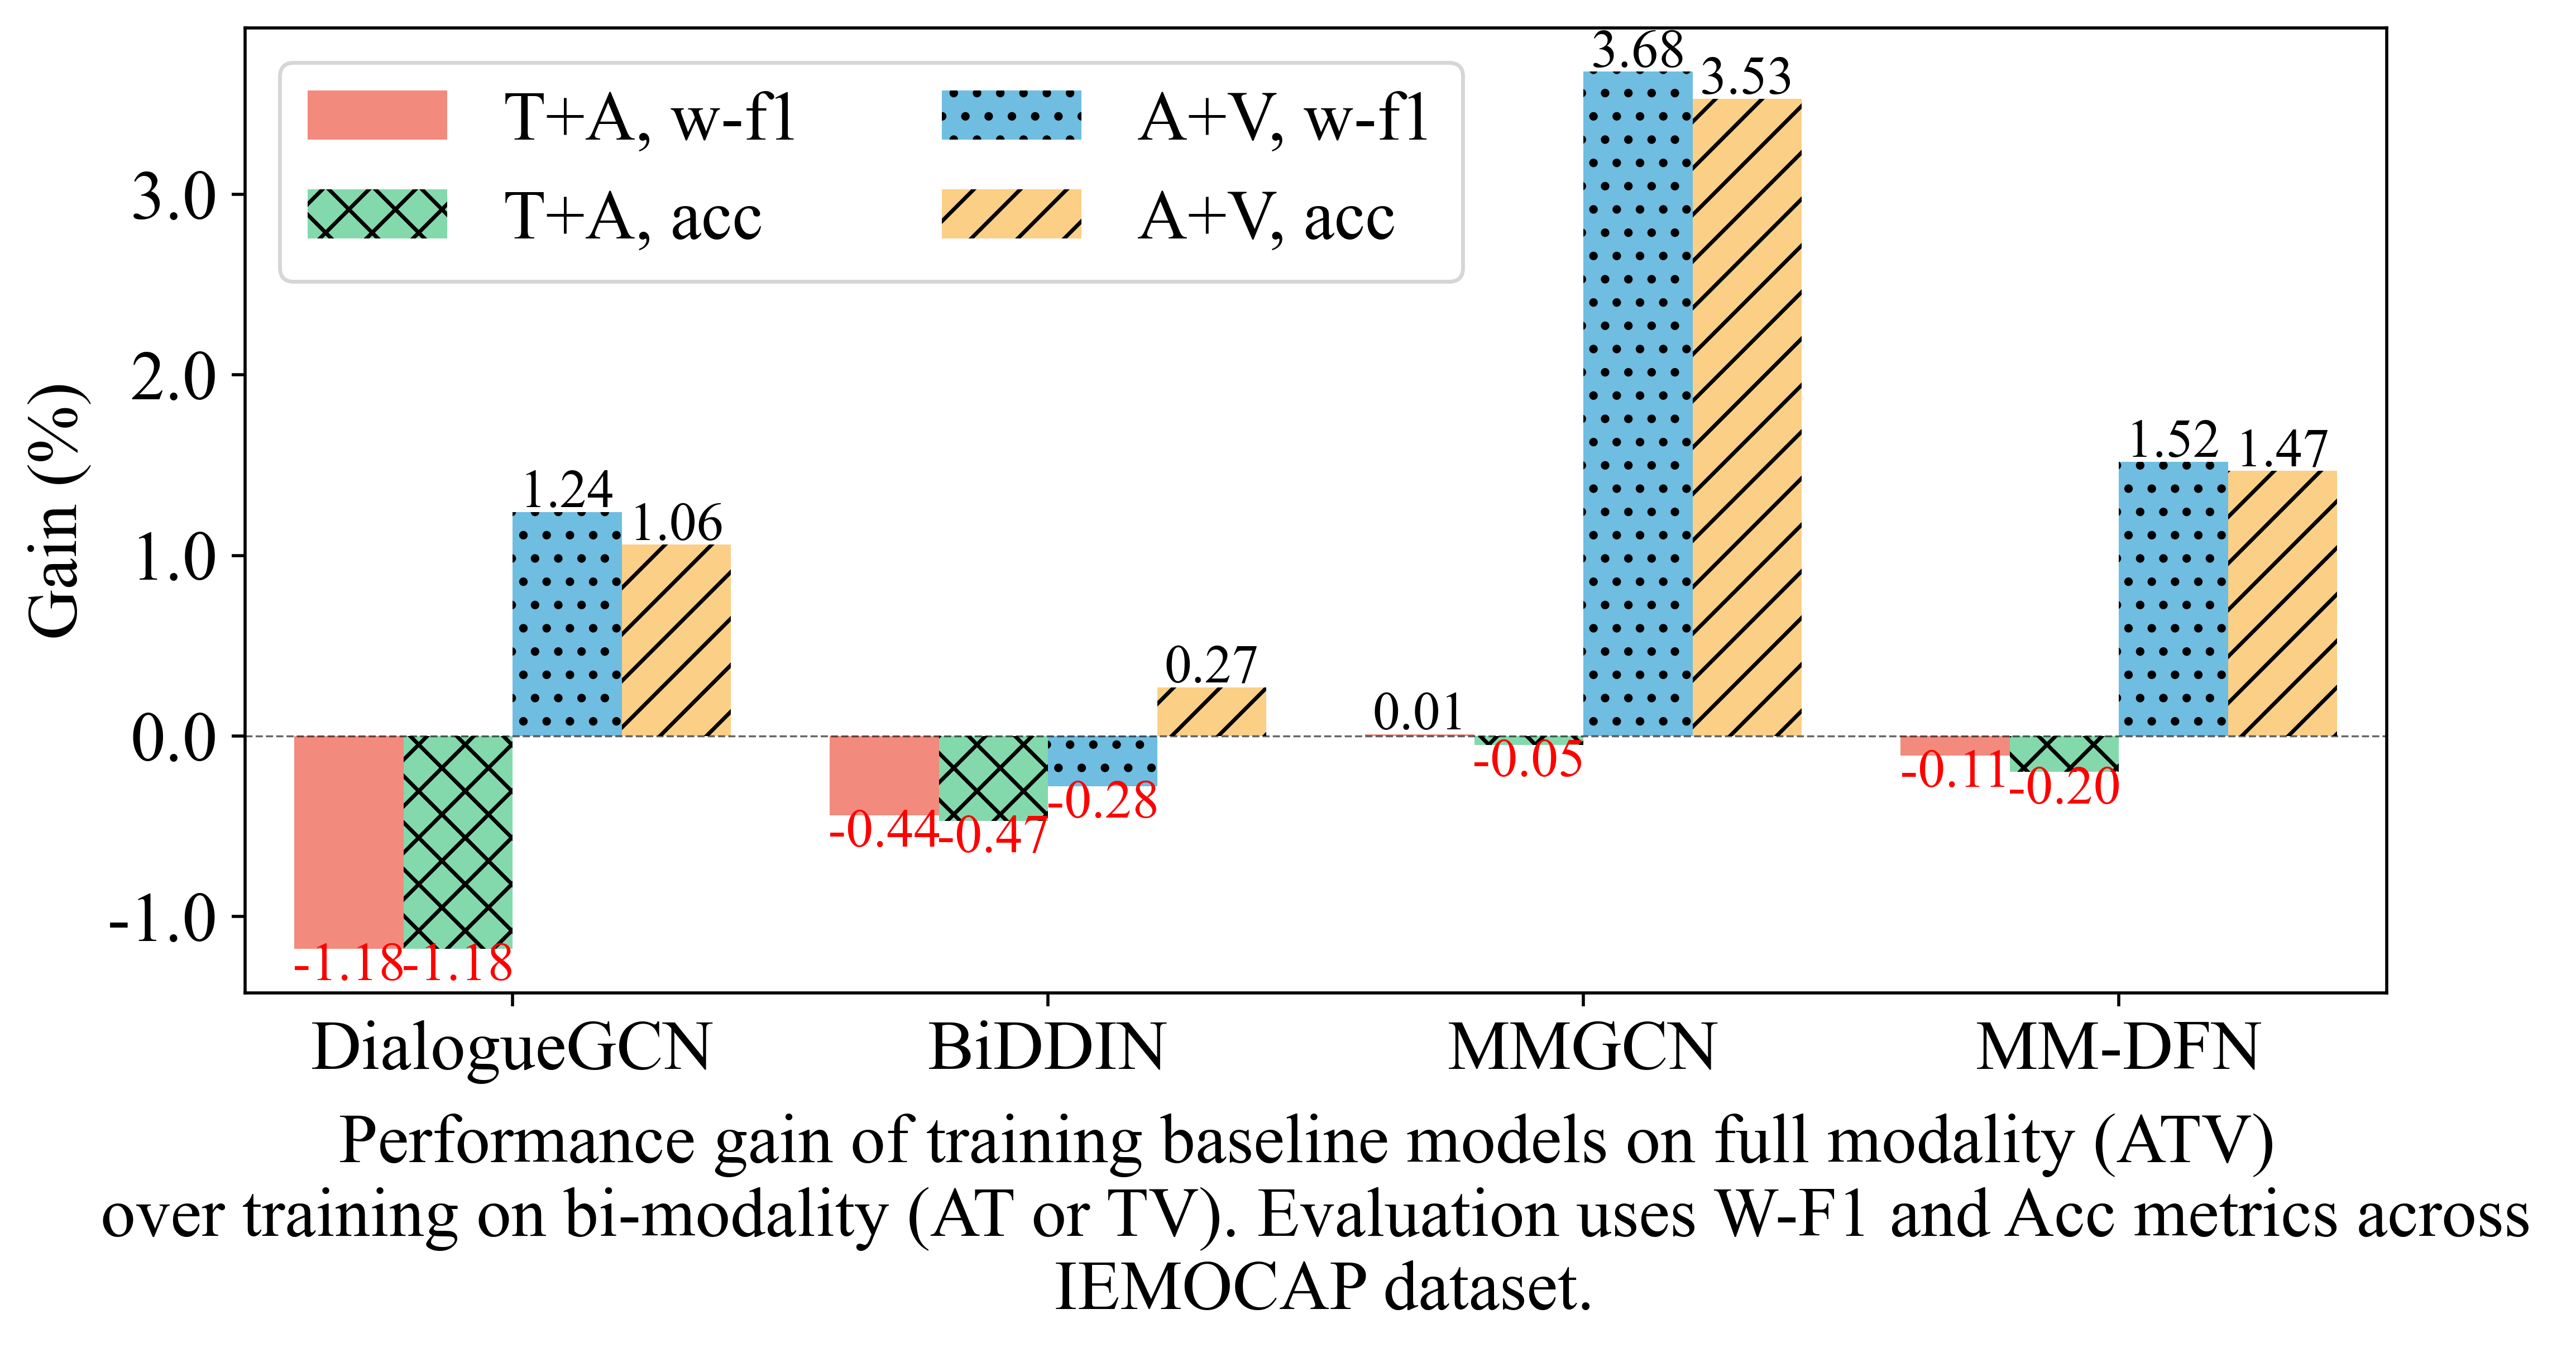 T+A, w-f1
A+V, w-f1
T+A, acc
A+V, acc
Gain (%)
3.0
2.0
1.0
0.0
-1.0
-1.18
-1.18
1.24
1.06
-0.44
-0.47
-0.28
0.27
0.01
-0.05
3.68
3.53
-0.11
-0.20
1.52
1.47
DialogueGCN
BiDDIN
MMGCN
MM-DFN
Performance gain of training baseline models on full modality (ATV)
over training on bi-modality (AT or TV). Evaluation uses W-F1 and Acc metrics across
IEMOCAP dataset.